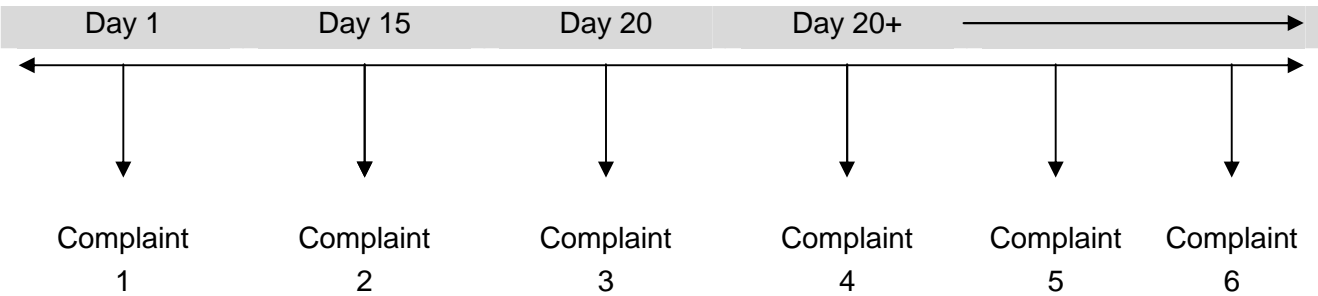 Day 1 Day 15 Day 20 Day 20+
Complaint Complaint Complaint Complaint Complaint Complaint
1 2 3 4 5 6